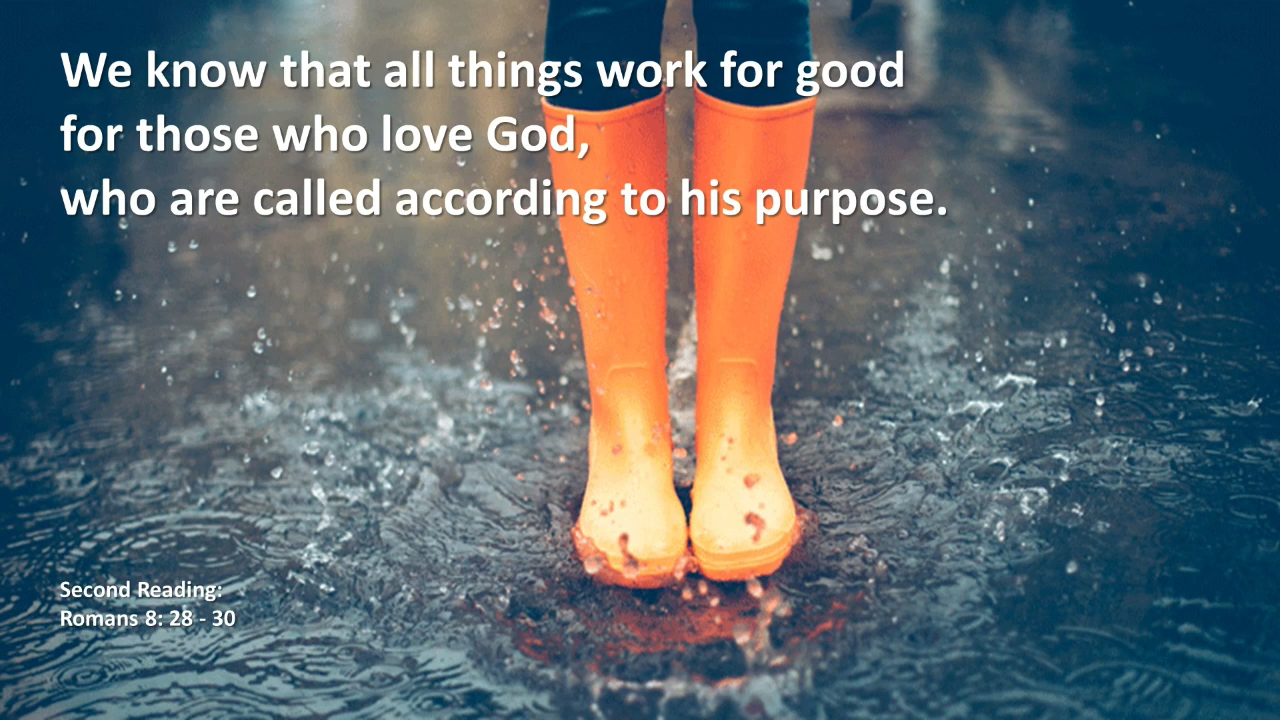 We know that all things work for good
for those who love God,
who are called according to his purpose.
Second Reading:
Romans 8: 28 - 30